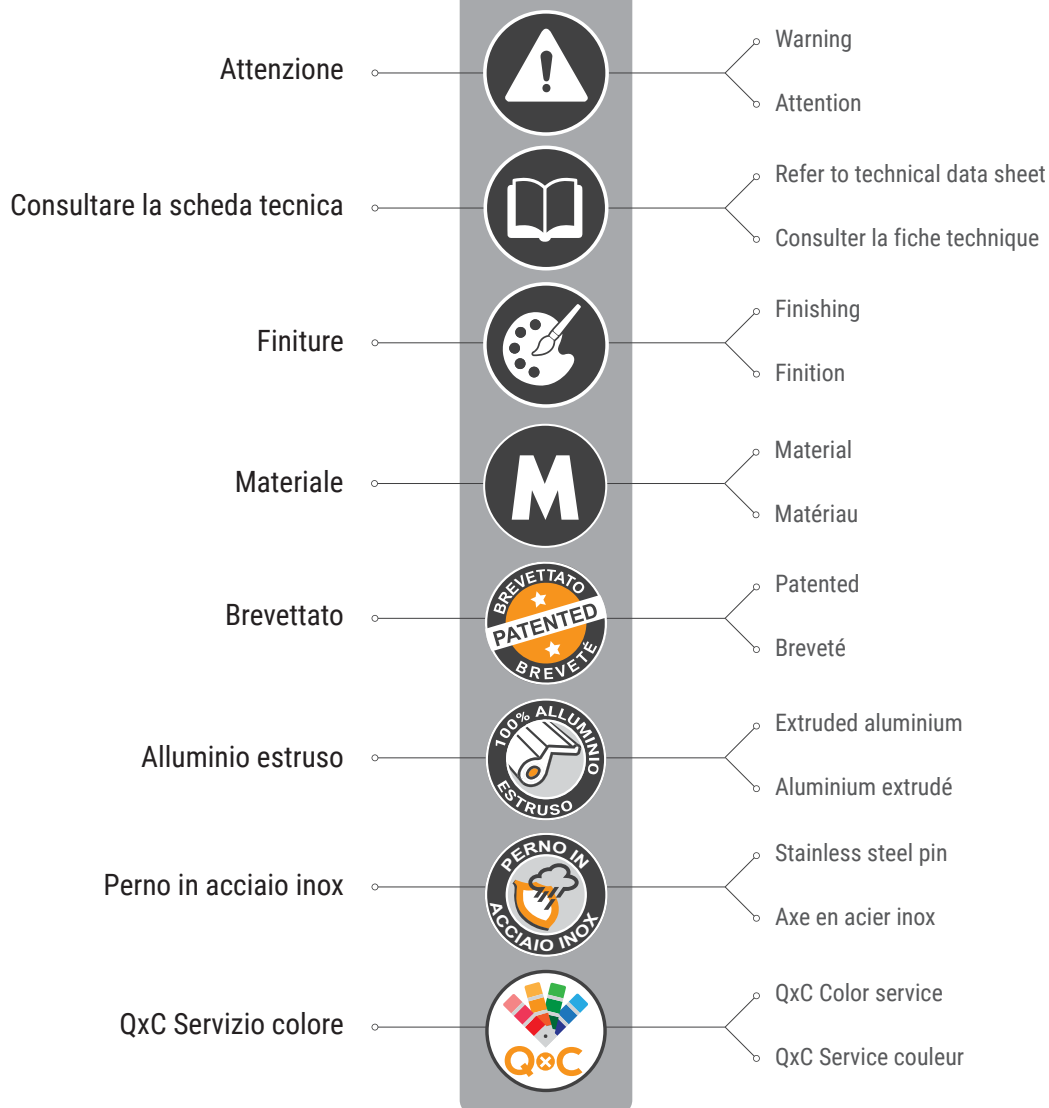 Attenzione
Warning
Attention
Consultare la scheda tecnica
Refer to technical data sheet
Consulter la fiche technique
Finiture
Finishing
Finition
Materiale
M
Material
Matériau
Brevettato
BREVETTATO
PATENTED
BREVETÉ
Patented
Breveté
Alluminio estruso
100% ALLUMINIO
ESTRUSO
Extruded aluminium
Aluminium extrudé
Perno in acciaio inox
PERNO IN
ACCIAIO INOX
Stainless steel pin
Axe en acier inox
QxC Servizio colore
QxC
QxC Color service
QxC Service couleur